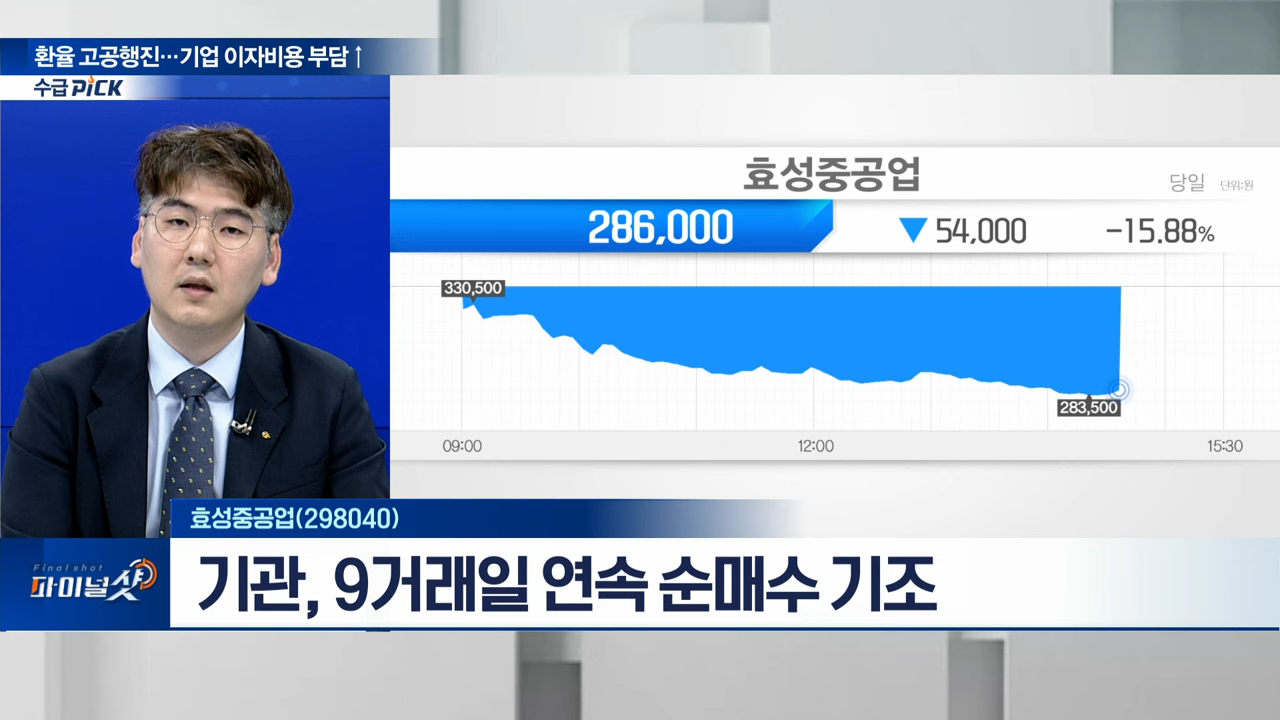 환율 고공행진…기업 이자비용 부담↑
수급 PiCK
효성중공업
당일 단위:원
286,000 ▼ 54,000 -15.88%
330,500
283,500
09:00 12:00 15:30
효성중공업(298040)
Final shot
파이널샷
기관, 9거래일 연속 순매수 기조